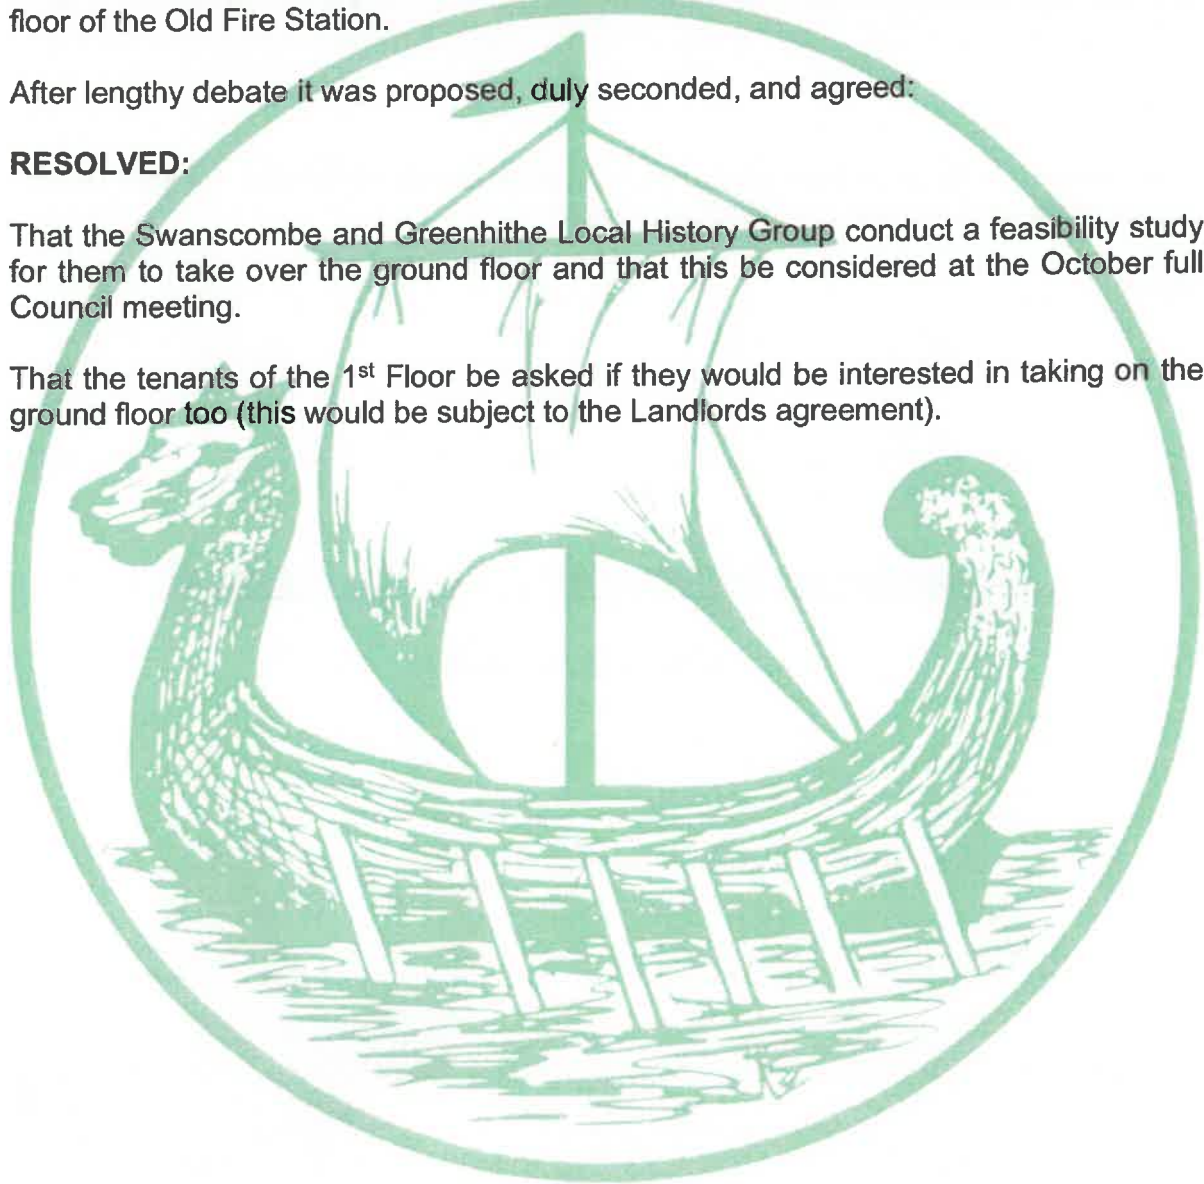 floor of the Old Fire Station.
After lengthy debate it was proposed, duly seconded, and agreed:
RESOLVED:
That the Swanscombe and Greenhithe Local History Group conduct a feasibility study
for them to take over the ground floor and that this be considered at the October full
Council meeting.
That the tenants of the 1st Floor be asked if they would be interested in taking on the
ground floor too (this would be subject to the Landlords agreement).